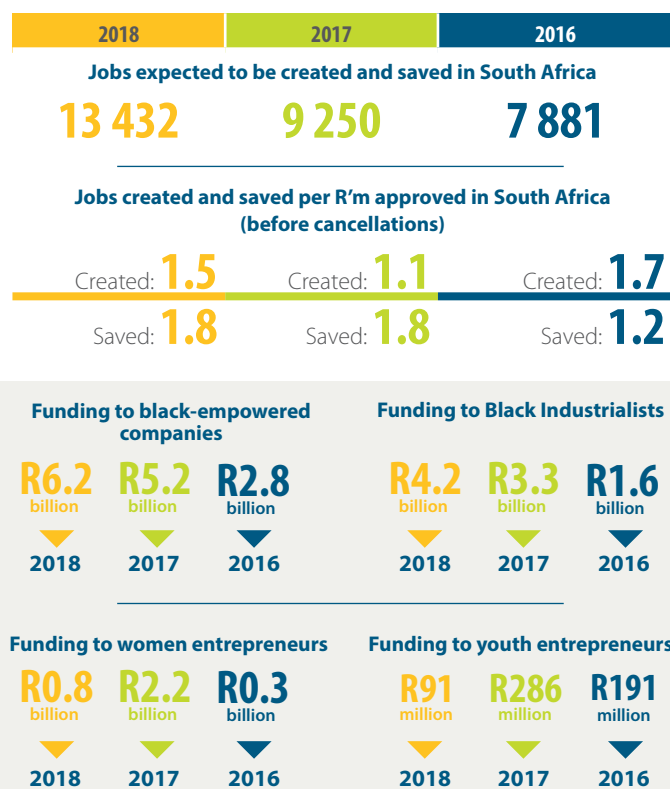 2018 2017 2016
Jobs expected to be created and saved in South Africa
13 432 9 250 7 881
Jobs created and saved per R'm approved in South Africa
(before cancellations)
Created: 1.5 Created: 1.1 Created: 1.7
Saved: 1.8 Saved: 1.8 Saved: 1.2
Funding to black-empowered
companies
R6.2 R5.2 R2.8
billion billion billion
2018 2017 2016
Funding to Black Industrialists
R4.2 R3.3 R1.6
billion billion billion
2018 2017 2016
Funding to women entrepreneurs
R0.8 R2.2 R0.3
billion billion billion
2018 2017 2016
Funding to youth entrepreneurs
R91 R286 R191
million million million
2018 2017 2016